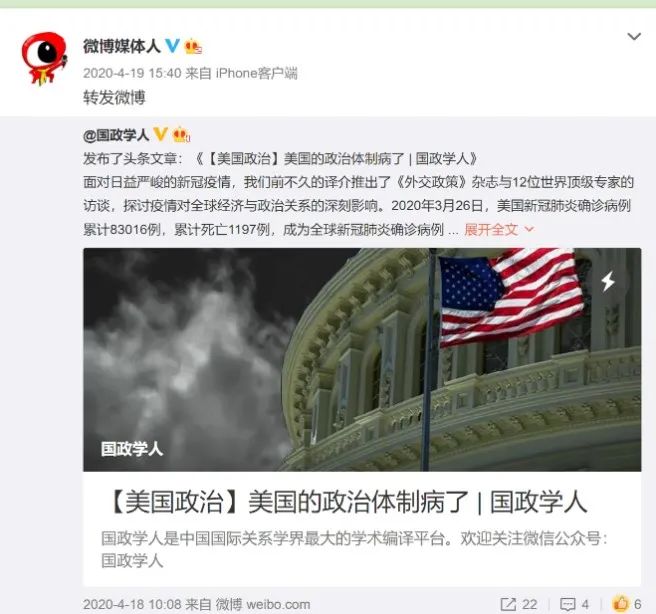 微博媒体人
2020-4-19 15:40 来自 iPhone客户端
转发微博
@国政学人
发布了头条文章：《【美国政治】美国的政治体制病了 | 国政学人》
面对日益严峻的新冠疫情，我们前不久的译介推出了《外交政策》杂志与12位世界顶级专家的
访谈，探讨疫情对全球经济与政治关系的深刻影响。2020年3月26日，美国新冠肺炎确诊病例
累计83016例，累计死亡1197例，成为全球新冠肺炎确诊病例 ... 展开全文
国政学人
【美国政治】美国的政治体制病了 | 国政学人
国政学人是中国国际关系学界最大的学术编译平台。欢迎关注微信公众号：
国政学人
2020-4-18 10:08 来自 微博 weibo.com
22
4
6